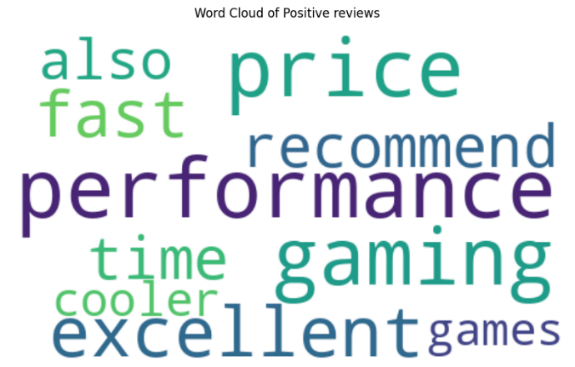 Word Cloud of Positive reviews
also
price
fast
recommend
performance
time
gaming
cooler
excellent
games